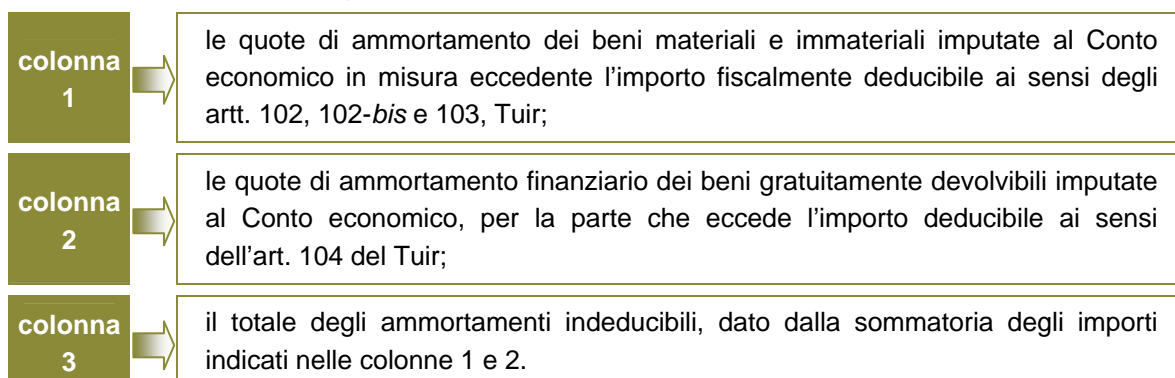 colonna
1
le quote di ammortamento dei beni materiali e immateriali imputate al Conto
economico in misura eccedente l’importo fiscalmente deducibile ai sensi degli
artt. 102, 102-bis e 103, Tuir;
colonna
2
le quote di ammortamento finanziario dei beni gratuitamente devolvibili imputate
al Conto economico, per la parte che eccede l’importo deducibile ai sensi
dell’art. 104 del Tuir;
colonna
3
il totale degli ammortamenti indeducibili, dato dalla sommatoria degli importi
indicati nelle colonne 1 e 2.